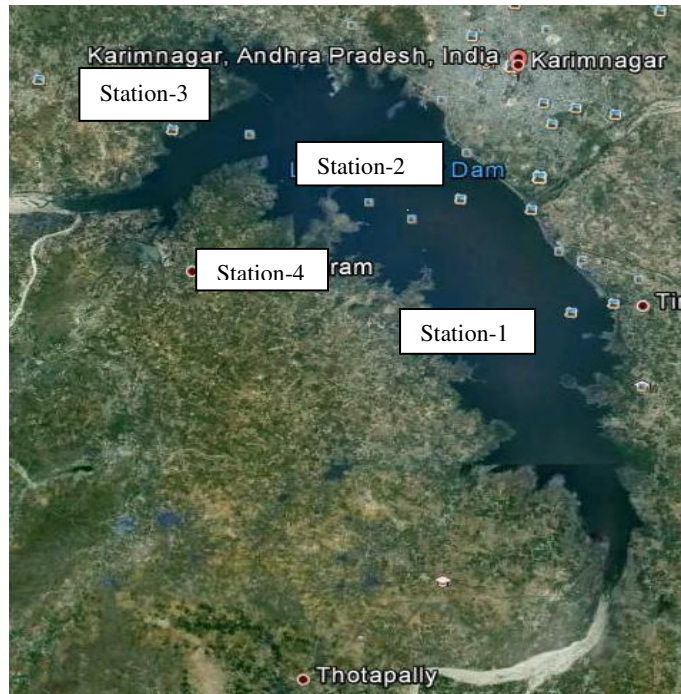 Karimnagar, Andhra Pradesh, India
Karimnagar
Station-3
Station-2
Dam
Station-4
ram
Station-1
Thotapally